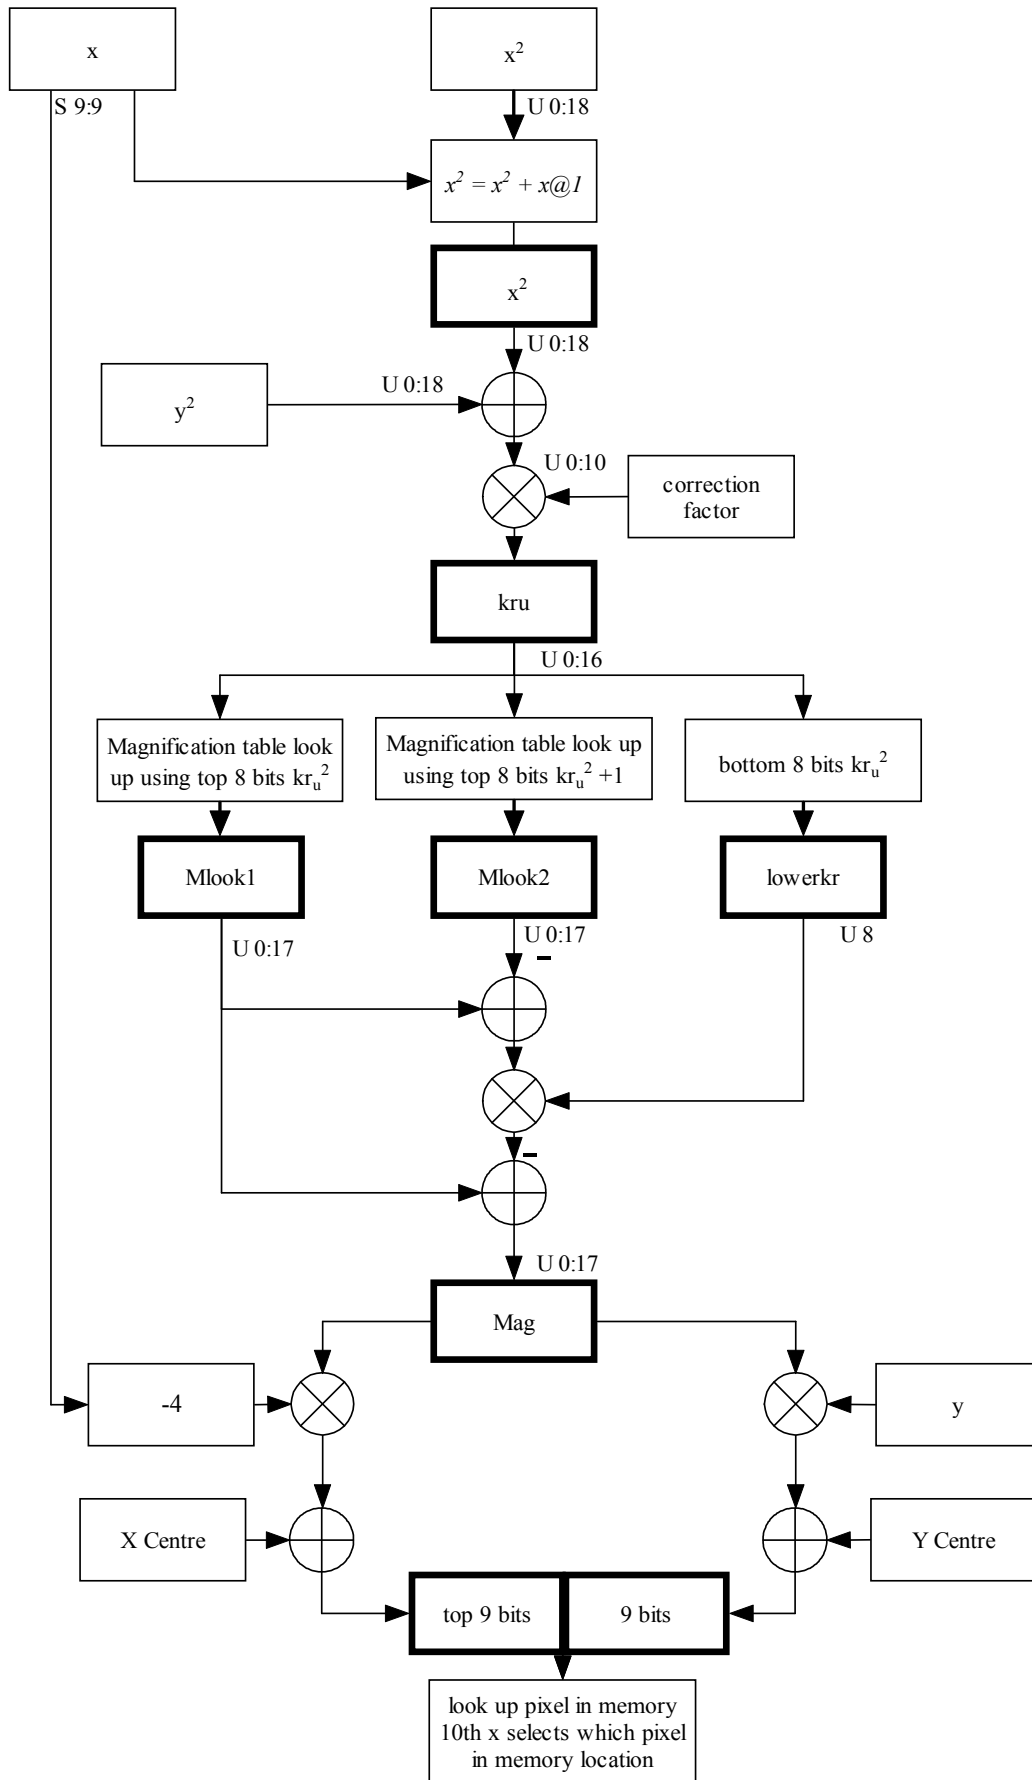 x
x²
S 9:9
U 0:18
x² = x² + x@1
x²
U 0:18
U 0:18
y²
U 0:10
correction
factor
kru
U 0:16
Magnification table look
up using top 8 bits krᵤ²
Magnification table look up
using top 8 bits krᵤ² +1
bottom 8 bits krᵤ²
Mlook1
Mlook2
lowerkr
U 0:17
U 0:17
U 8
–
–
U 0:17
Mag
-4
y
X Centre
Y Centre
top 9 bits
9 bits
look up pixel in memory
10th x selects which pixel
in memory location